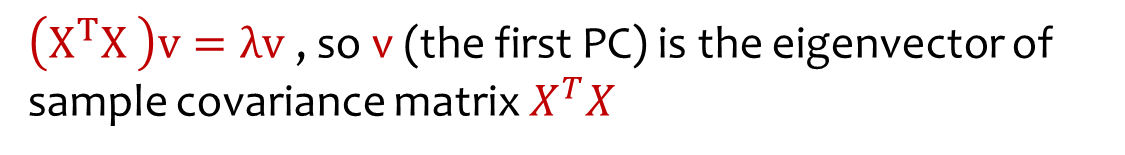 (XᵀX )v = λv , so v (the first PC) is the eigenvector of
sample covariance matrix XᵀX